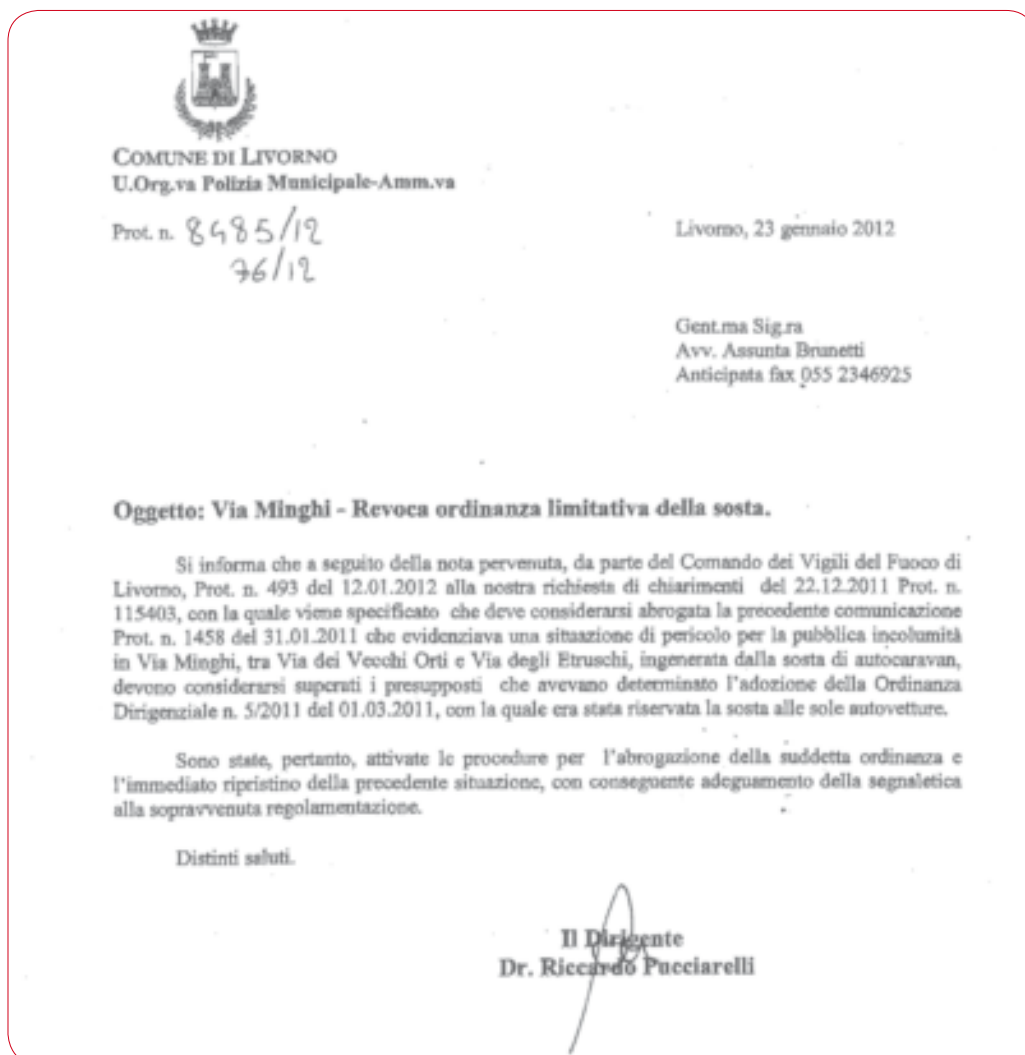 COMUNE DI LIVORNO
U.Org.va Polizia Municipale-Amm.va
Prot. n. 8485/12
76/12
Livorno, 23 gennaio 2012
Gent.ma Sig.ra
Avv. Assunta Brunetti
Anticipata fax 055 2346925
Oggetto: Via Minghi - Revoca ordinanza limitativa della sosta.
Si informa che a seguito della nota pervenuta, da parte del Comando dei Vigili del Fuoco di
Livorno, Prot. n. 493 del 12.01.2012 alla nostra richiesta di chiarimenti del 22.12.2011 Prot. n.
115403, con la quale viene specificato che deve considerarsi abrogata la precedente comunicazione
Prot. n. 1458 del 31.01.2011 che evidenziava una situazione di pericolo per la pubblica incolumità
in Via Minghi, tra Via dei Vecchi Orti e Via degli Etruschi, ingenerata dalla sosta di autocaravan,
devono considerarsi superati i presupposti che avevano determinato l'adozione della Ordinanza
Dirigenziale n. 5/2011 del 01.03.2011, con la quale era stata riservata la sosta alle sole autovetture.
Sono state, pertanto, attivate le procedure per l'abrogazione della suddetta ordinanza e
l'immediato ripristino della precedente situazione, con conseguente adeguamento della segnaletica
alla sopravvenuta regolamentazione.
Distinti saluti.
Il Dirigente
Dr. Riccardo Pucciarelli